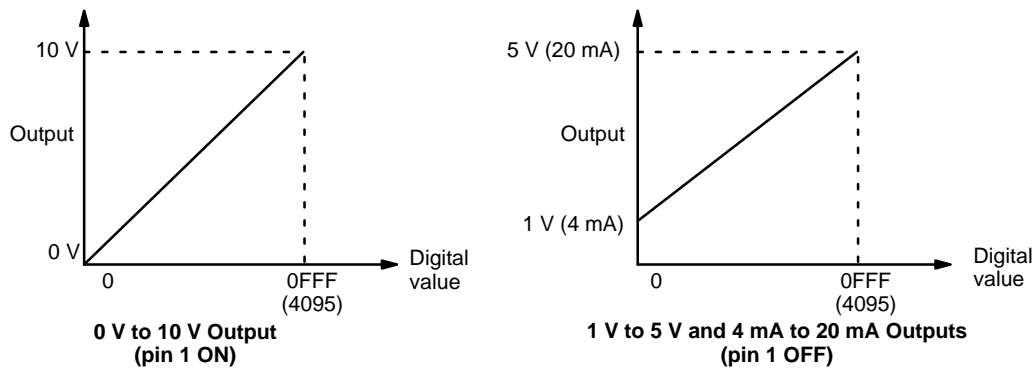 10 V
Output
0 V
0
0FFF
(4095)
Digital
value
0 V to 10 V Output
(pin 1 ON)
5 V (20 mA)
Output
1 V (4 mA)
0
0FFF
(4095)
Digital
value
1 V to 5 V and 4 mA to 20 mA Outputs
(pin 1 OFF)